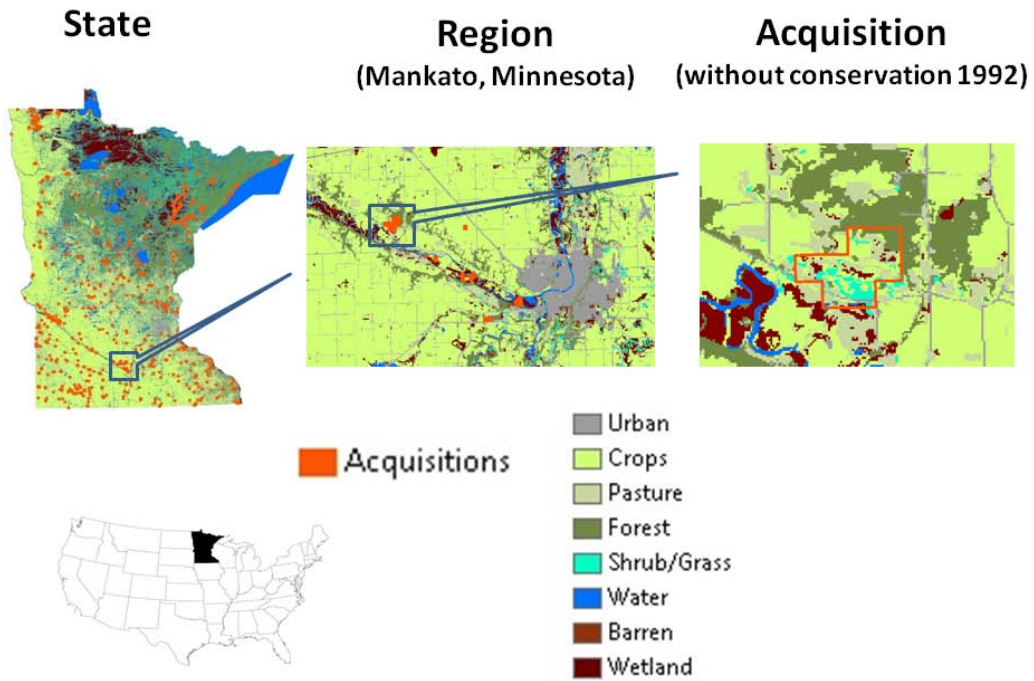 State
Region
(Mankato, Minnesota)
Acquisition
(without conservation 1992)
Acquisitions
Urban
Crops
Pasture
Forest
Shrub/Grass
Water
Barren
Wetland